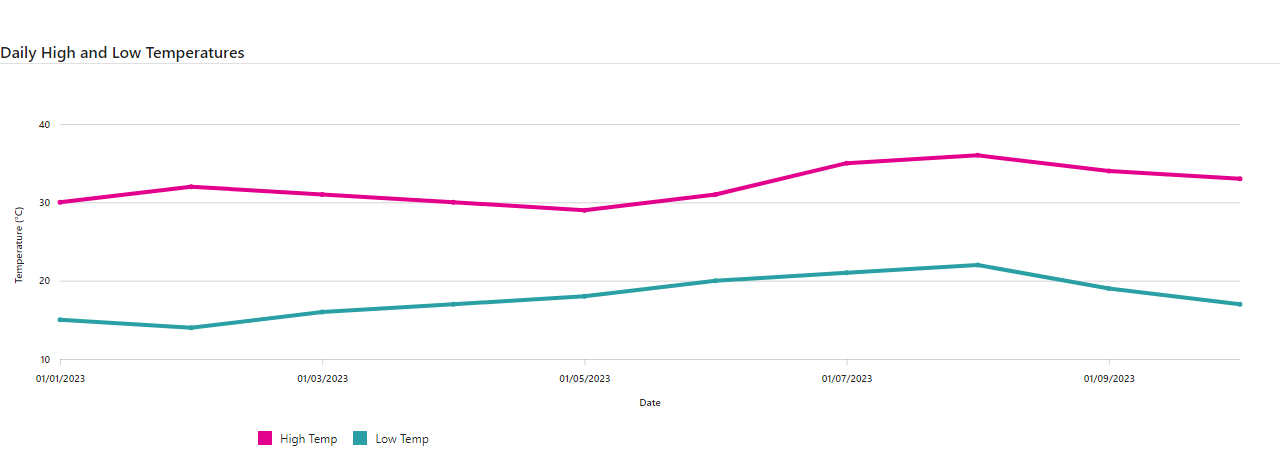 Daily High and Low Temperatures
40
30
20
10
Temperature (°C)
01/01/2023 01/03/2023 01/05/2023 01/07/2023 01/09/2023
Date
High Temp Low Temp